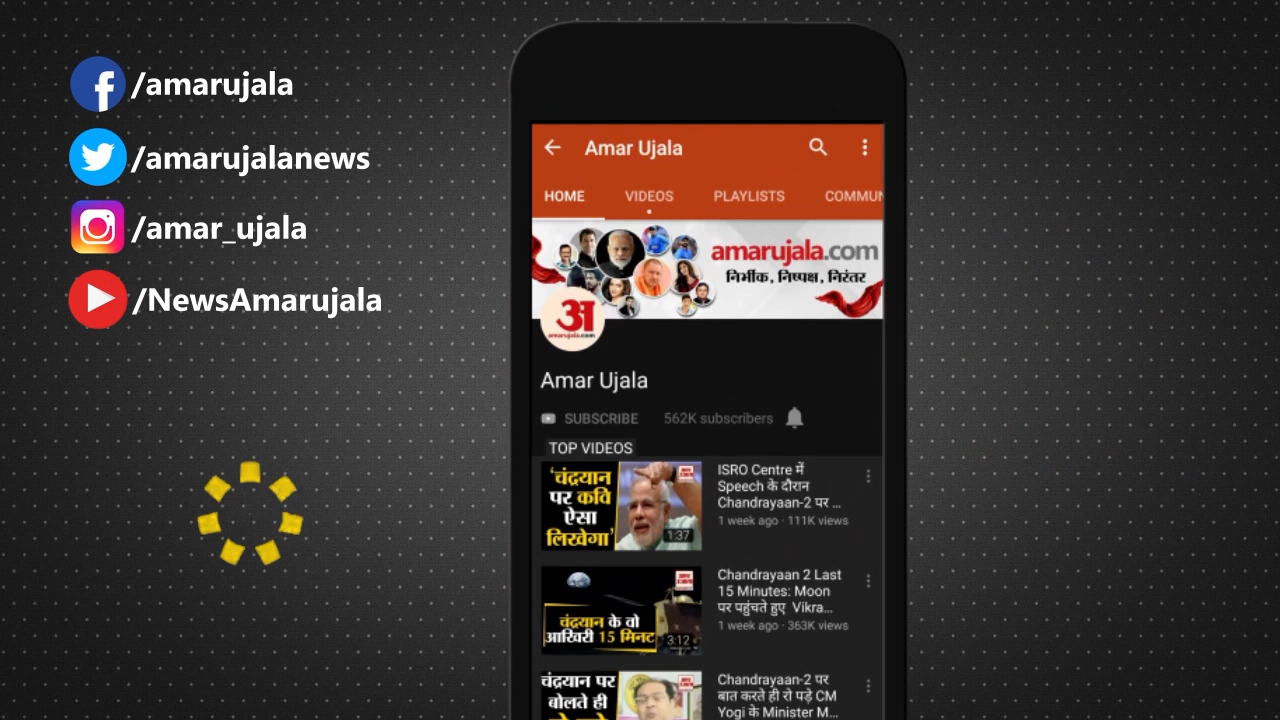 /amarujala
/amarujalanews
/amar_ujala
/NewsAmarujala
Amar Ujala
HOME
VIDEOS
PLAYLISTS
COMMUN
amarujala.com
निर्भीक, निष्पक्ष, निरंतर
अ
amarujala.com
Amar Ujala
SUBSCRIBE
562K subscribers
TOP VIDEOS
'चंद्रयान
पर कवि
ऐसा
लिखेगा'
1:37
ISRO Centre में
Speech के दौरान
Chandrayaan-2 पर ...
1 week ago · 111K views
चंद्रयान के वो
आखिरी 15 मिनट
3:12
Chandrayaan 2 Last
15 Minutes: Moon
पर पहुंचते हुए Vikra...
1 week ago · 363K views
चंद्रयान पर
बोलते ही
Chandrayaan-2 पर
बात करते ही रो पड़े CM
Yogi के Minister M...